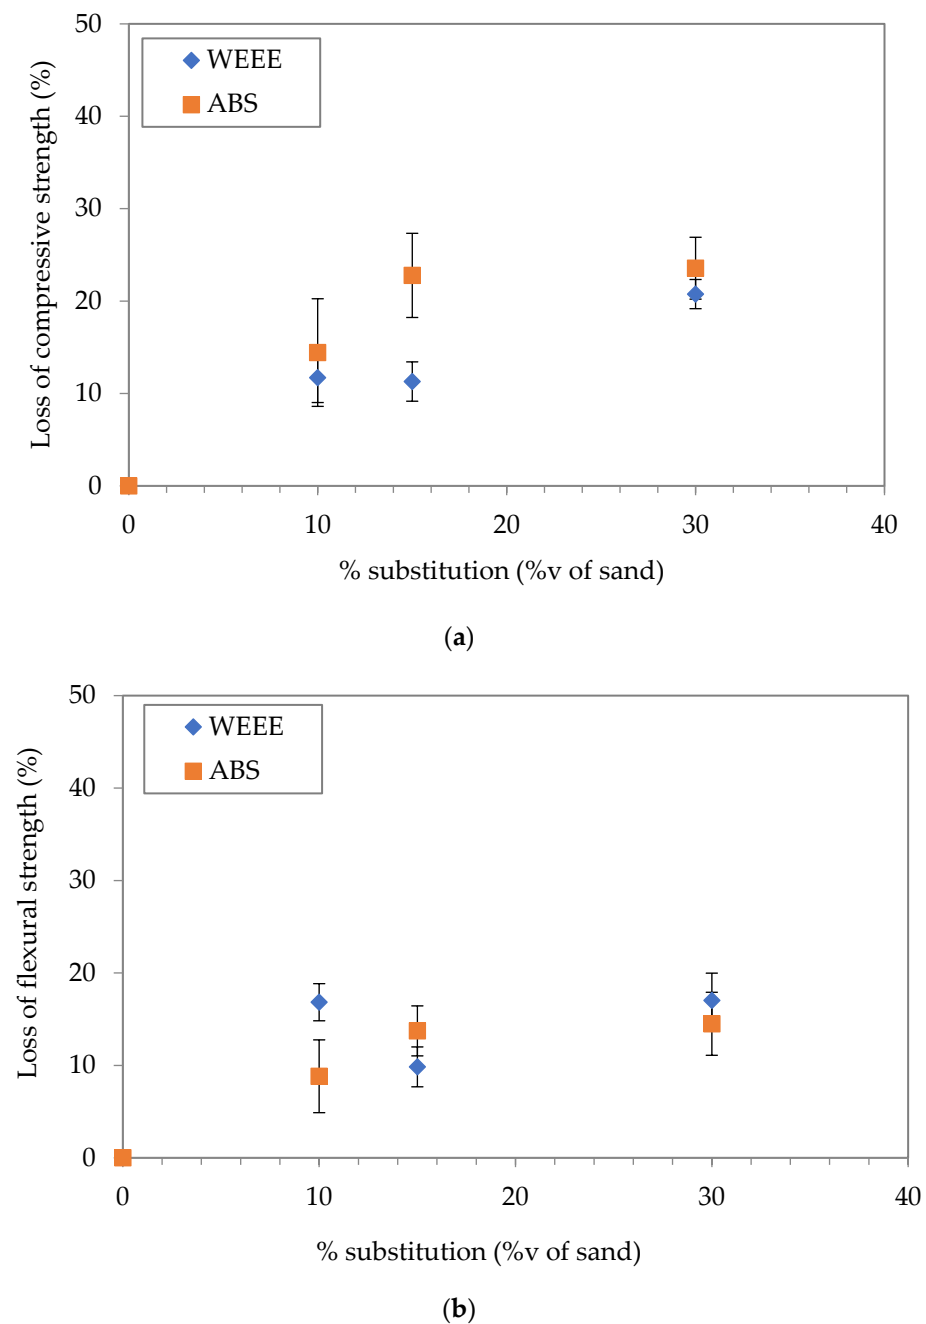 50
40
30
20
10
0
Loss of compressive strength (%)
WEEE
ABS
0 10 20 30 40
% substitution (%v of sand)
(a)
50
40
30
20
10
0
Loss of flexural strength (%)
WEEE
ABS
0 10 20 30 40
% substitution (%v of sand)
(b)